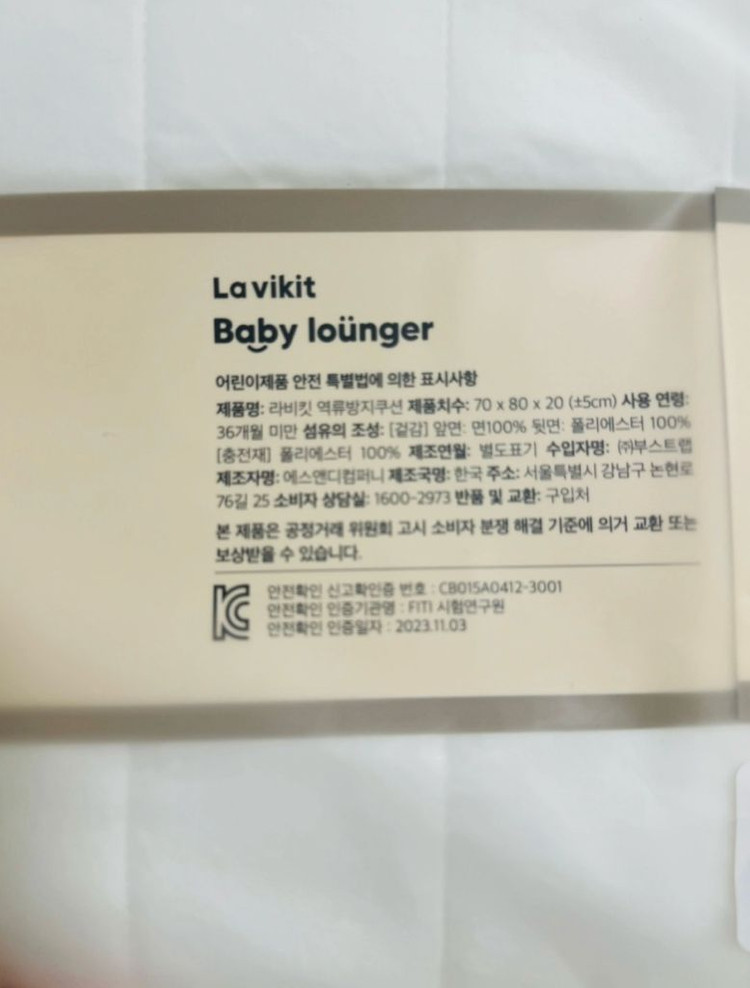 La vikit
Baby loünger
어린이제품 안전 특별법에 의한 표시사항
제품명: 라비킷 역류방지쿠션 제품치수: 70 x 80 x 20 (±5cm) 사용 연령:
36개월 미만 섬유의 조성: [겉감] 앞면: 면100% 뒷면: 폴리에스터 100%
[충전재] 폴리에스터 100% 제조연월: 별도표기 수입자명: ㈜부스트랩
제조자명: 에스앤디컴퍼니 제조국명: 한국 주소: 서울특별시 강남구 논현로
76길 25 소비자 상담실: 1600-2973 반품 및 교환: 구입처
본 제품은 공정거래 위원회 고시 소비자 분쟁 해결 기준에 의거 교환 또는
보상받을 수 있습니다.
안전확인 신고확인증 번호 : CB015A0412-3001
안전확인 인증기관명 : FITI 시험연구원
안전확인 인증일자 : 2023.11.03